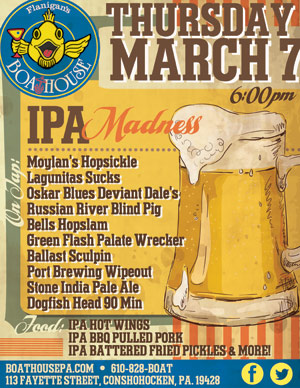 Flanigan's
BOATHOUSE
THURSDAY
MARCH 7
6:00pm
IPA Madness
On Tap:
Moylan's Hopsickle
Lagunitas Sucks
Oskar Blues Deviant Dale's
Russian River Blind Pig
Bells Hopslam
Green Flash Palate Wrecker
Ballast Sculpin
Port Brewing Wipeout
Stone India Pale Ale
Dogfish Head 90 Min
Food: IPA HOT WINGS
IPA BBQ PULLED PORK
IPA BATTERED FRIED PICKLES & MORE!
BOATHOUSEPA.COM • 610-828-BOAT
113 FAYETTE STREET, CONSHOHOCKEN, PA. 19428